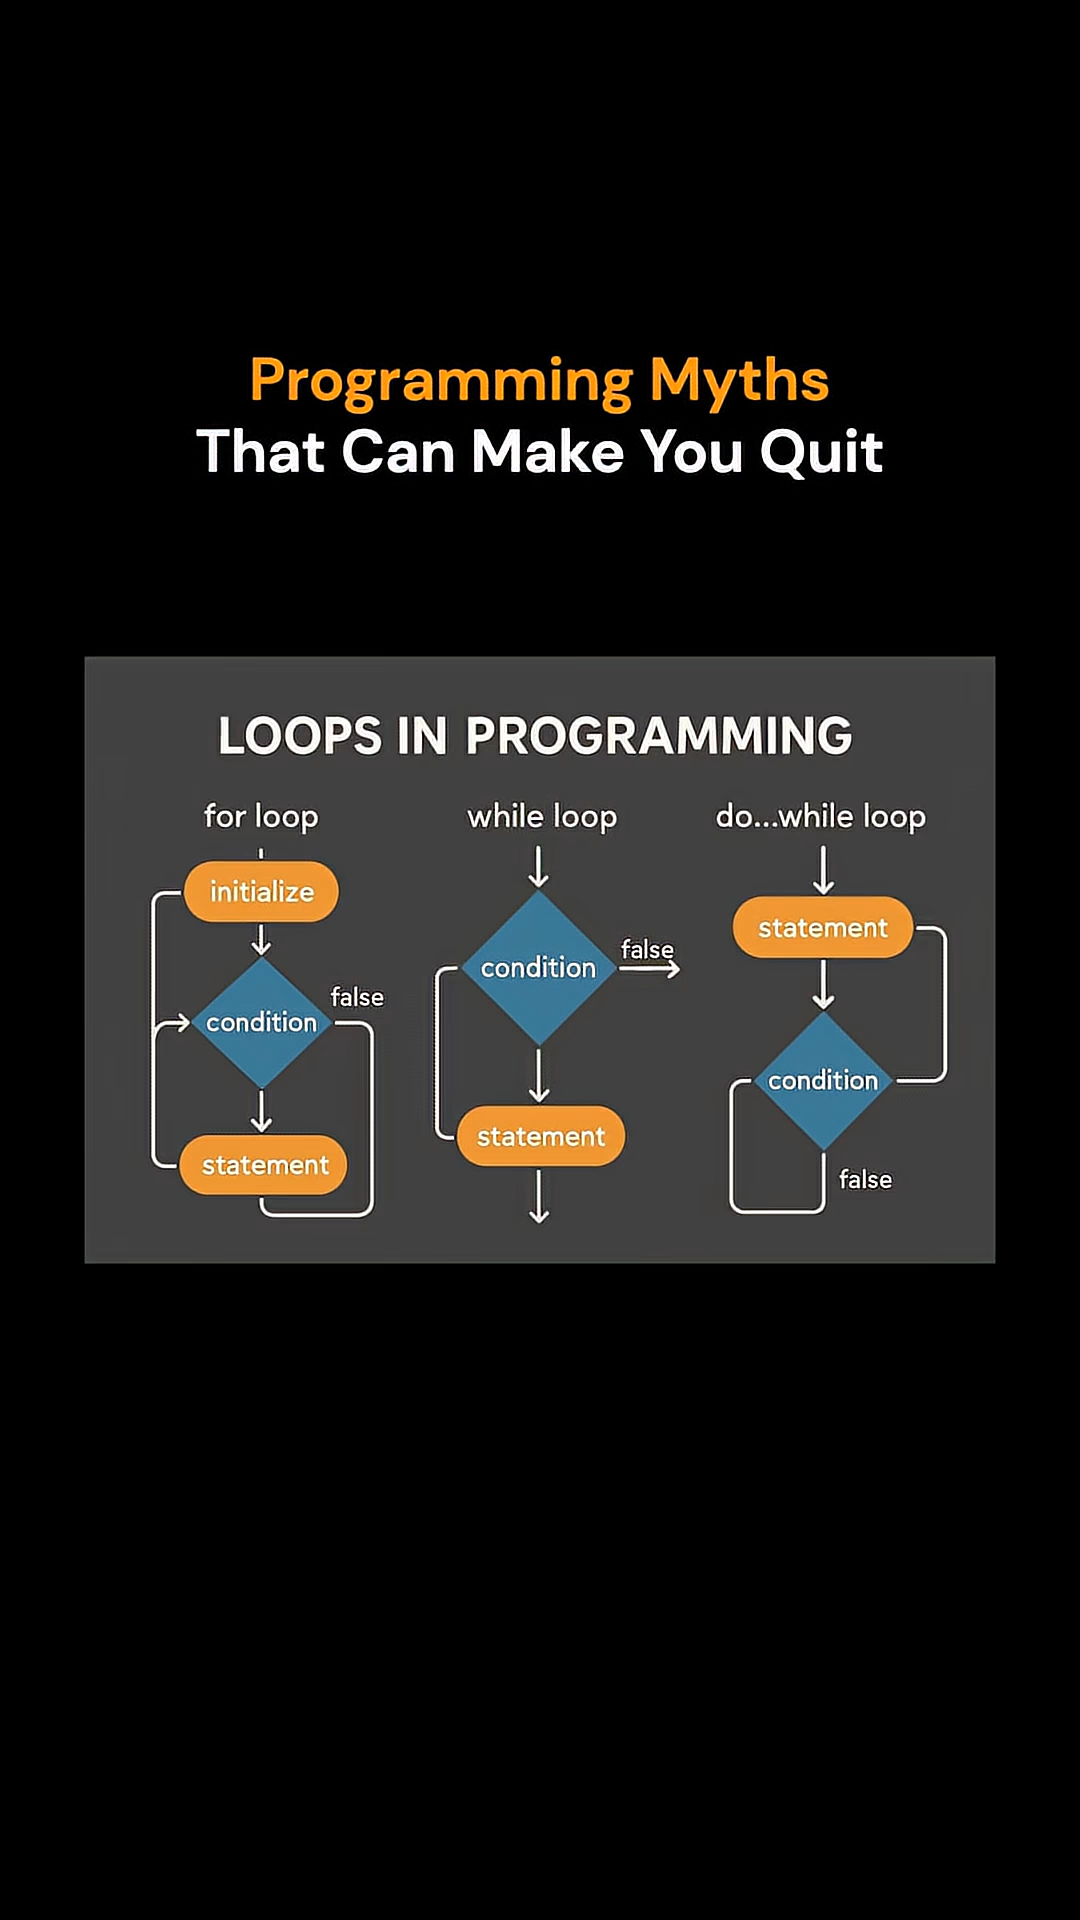 Programming Myths
That Can Make You Quit
LOOPS IN PROGRAMMING
for loop
initialize
condition
false
statement
while loop
condition
false
statement
do...while loop
statement
condition
false